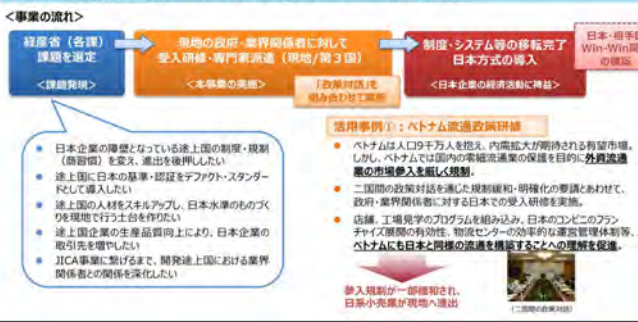 ＜事業の流れ＞
経産省（各課）
課題を選定
＜課題発現＞
現地の政府・業界関係者に対して
受入研修・専門家派遣（現地/第３国）
＜本事業の実施＞
「政策対話」を
組み合わせて展開
制度・システム等の移転完了
日本方式の導入
＜日本企業の経済活動に裨益＞
日本・相手国
Win-Win関係
の構築
● 日本企業の障壁となっている途上国の制度・規制
（商習慣）を変え、進出を後押ししたい
● 途上国に日本の基準・認証をデファクト・スタンダー
ドとして導入したい
● 途上国の人材をスキルアップし、日本水準のものづく
りを現地で行う土台を作りたい
● 途上国企業の生産品質向上により、日本企業の
取引先を増やしたい
● JICA事業に繋げるまで、開発途上国における業界
関係者との関係を深化したい
活用事例①：ベトナム流通政策研修
● ベトナムは人口９千万人を抱え、内需拡大が期待される有望市場。
しかし、ベトナムでは国内の零細流通業の保護を目的に外資流通
業の市場参入を厳しく規制。
● 二国間の政策対話を通じた規制緩和・明確化の要請とあわせて、
政府・業界関係者に対する日本での受入研修を実施。
● 店舗、工場見学のプログラムを組み込み、日本のコンビニのフラン
チャイズ展開の有効性、物流センターの効率的な運営管理体制等、
ベトナムにも日本と同様の流通を構築することへの理解を促進。
参入規制が一部緩和され、
日系小売業が現地へ進出
（二国間の政策対話）